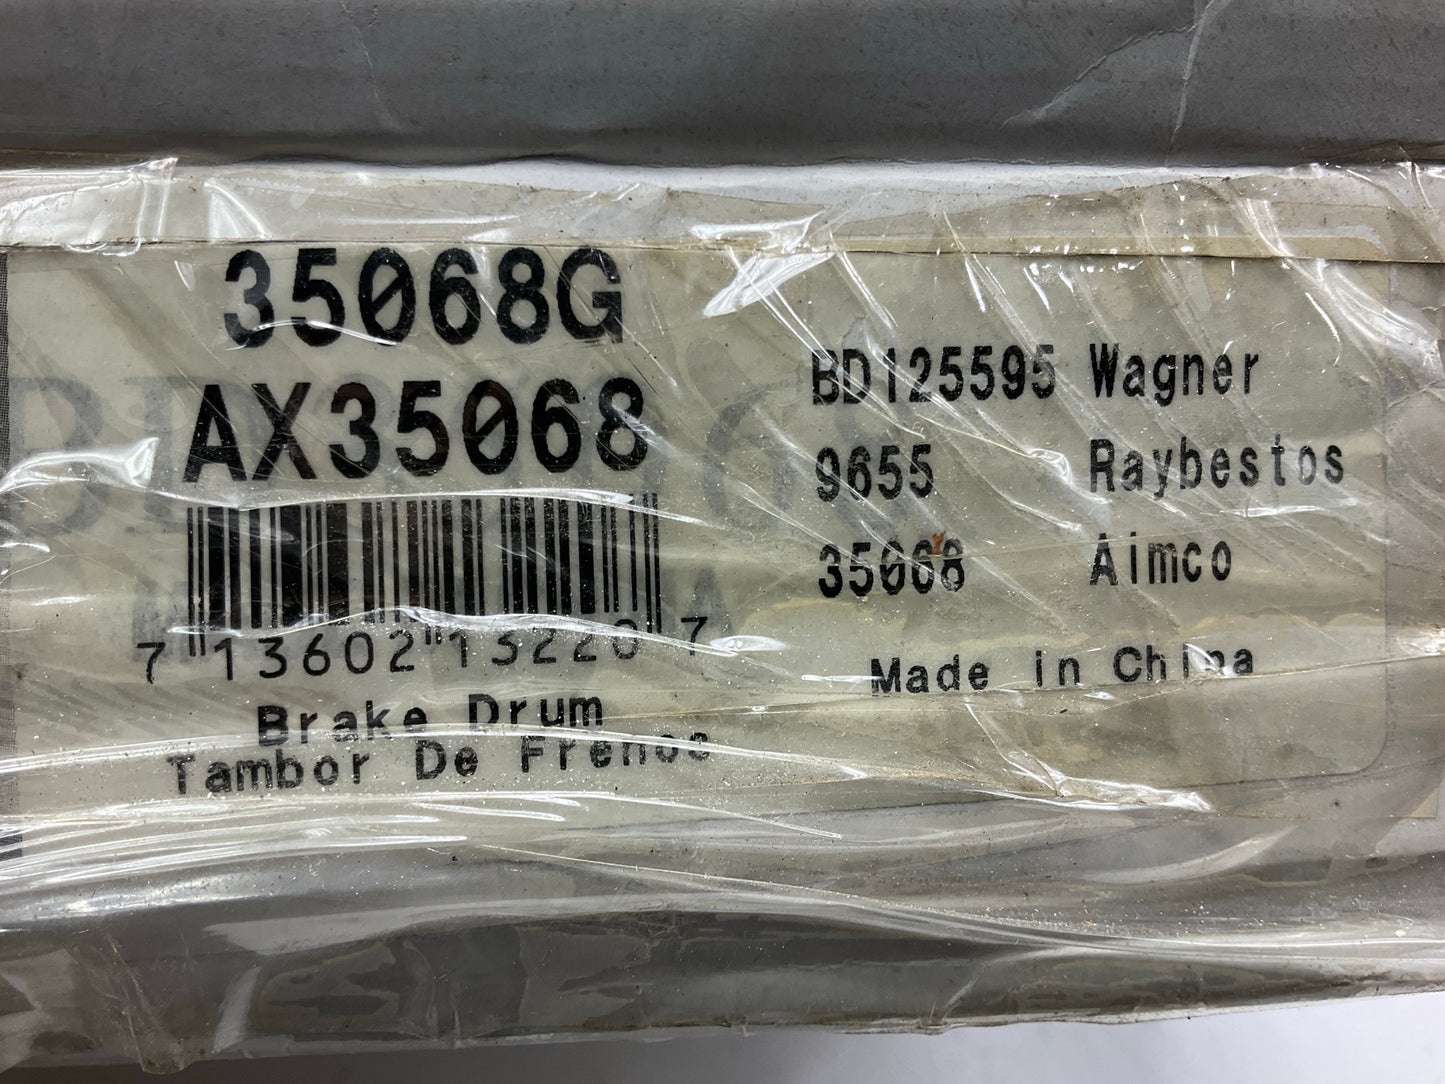 35068G
AX35068
7 13602 13220 7
Brake Drum
Tambor De Frenos
BD125595 Wagner
9655 Raybestos
35068 Aimco
Made in China